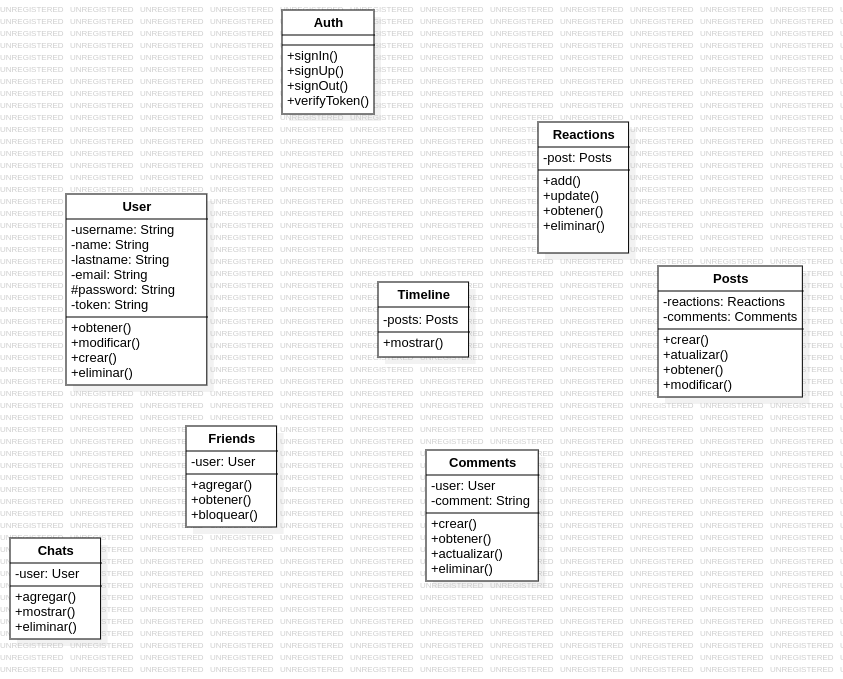 Auth
+signIn()
+signUp()
+signOut()
+verifyToken()
Reactions
-post: Posts
+add()
+update()
+obtener()
+eliminar()
User
-username: String
-name: String
-lastname: String
-email: String
#password: String
-token: String
+obtener()
+modificar()
+crear()
+eliminar()
Timeline
-posts: Posts
+mostrar()
Posts
-reactions: Reactions
-comments: Comments
+crear()
+atualizar()
+obtener()
+modificar()
Friends
-user: User
+agregar()
+obtener()
+bloquear()
Comments
-user: User
-comment: String
+crear()
+obtener()
+actualizar()
+eliminar()
Chats
-user: User
+agregar()
+mostrar()
+eliminar()
UNREGISTERED